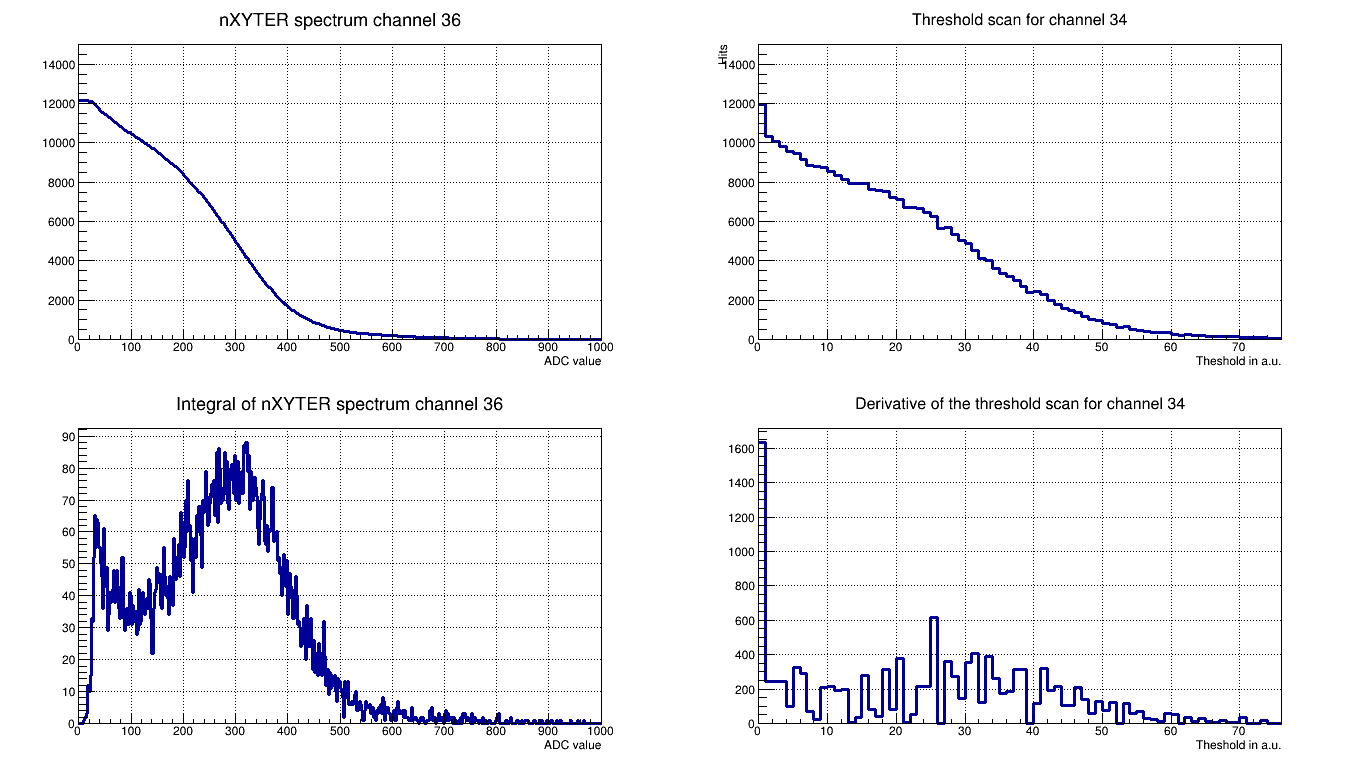 nXYTER spectrum channel 36
14000
12000
10000
8000
6000
4000
2000
0
0 100 200 300 400 500 600 700 800 900 1000
ADC value
Threshold scan for channel 34
Hits
14000
12000
10000
8000
6000
4000
2000
0
0 10 20 30 40 50 60 70
Theshold in a.u.
Integral of nXYTER spectrum channel 36
90
80
70
60
50
40
30
20
10
0
0 100 200 300 400 500 600 700 800 900 1000
ADC value
Derivative of the threshold scan for channel 34
1600
1400
1200
1000
800
600
400
200
0
0 10 20 30 40 50 60 70
Theshold in a.u.